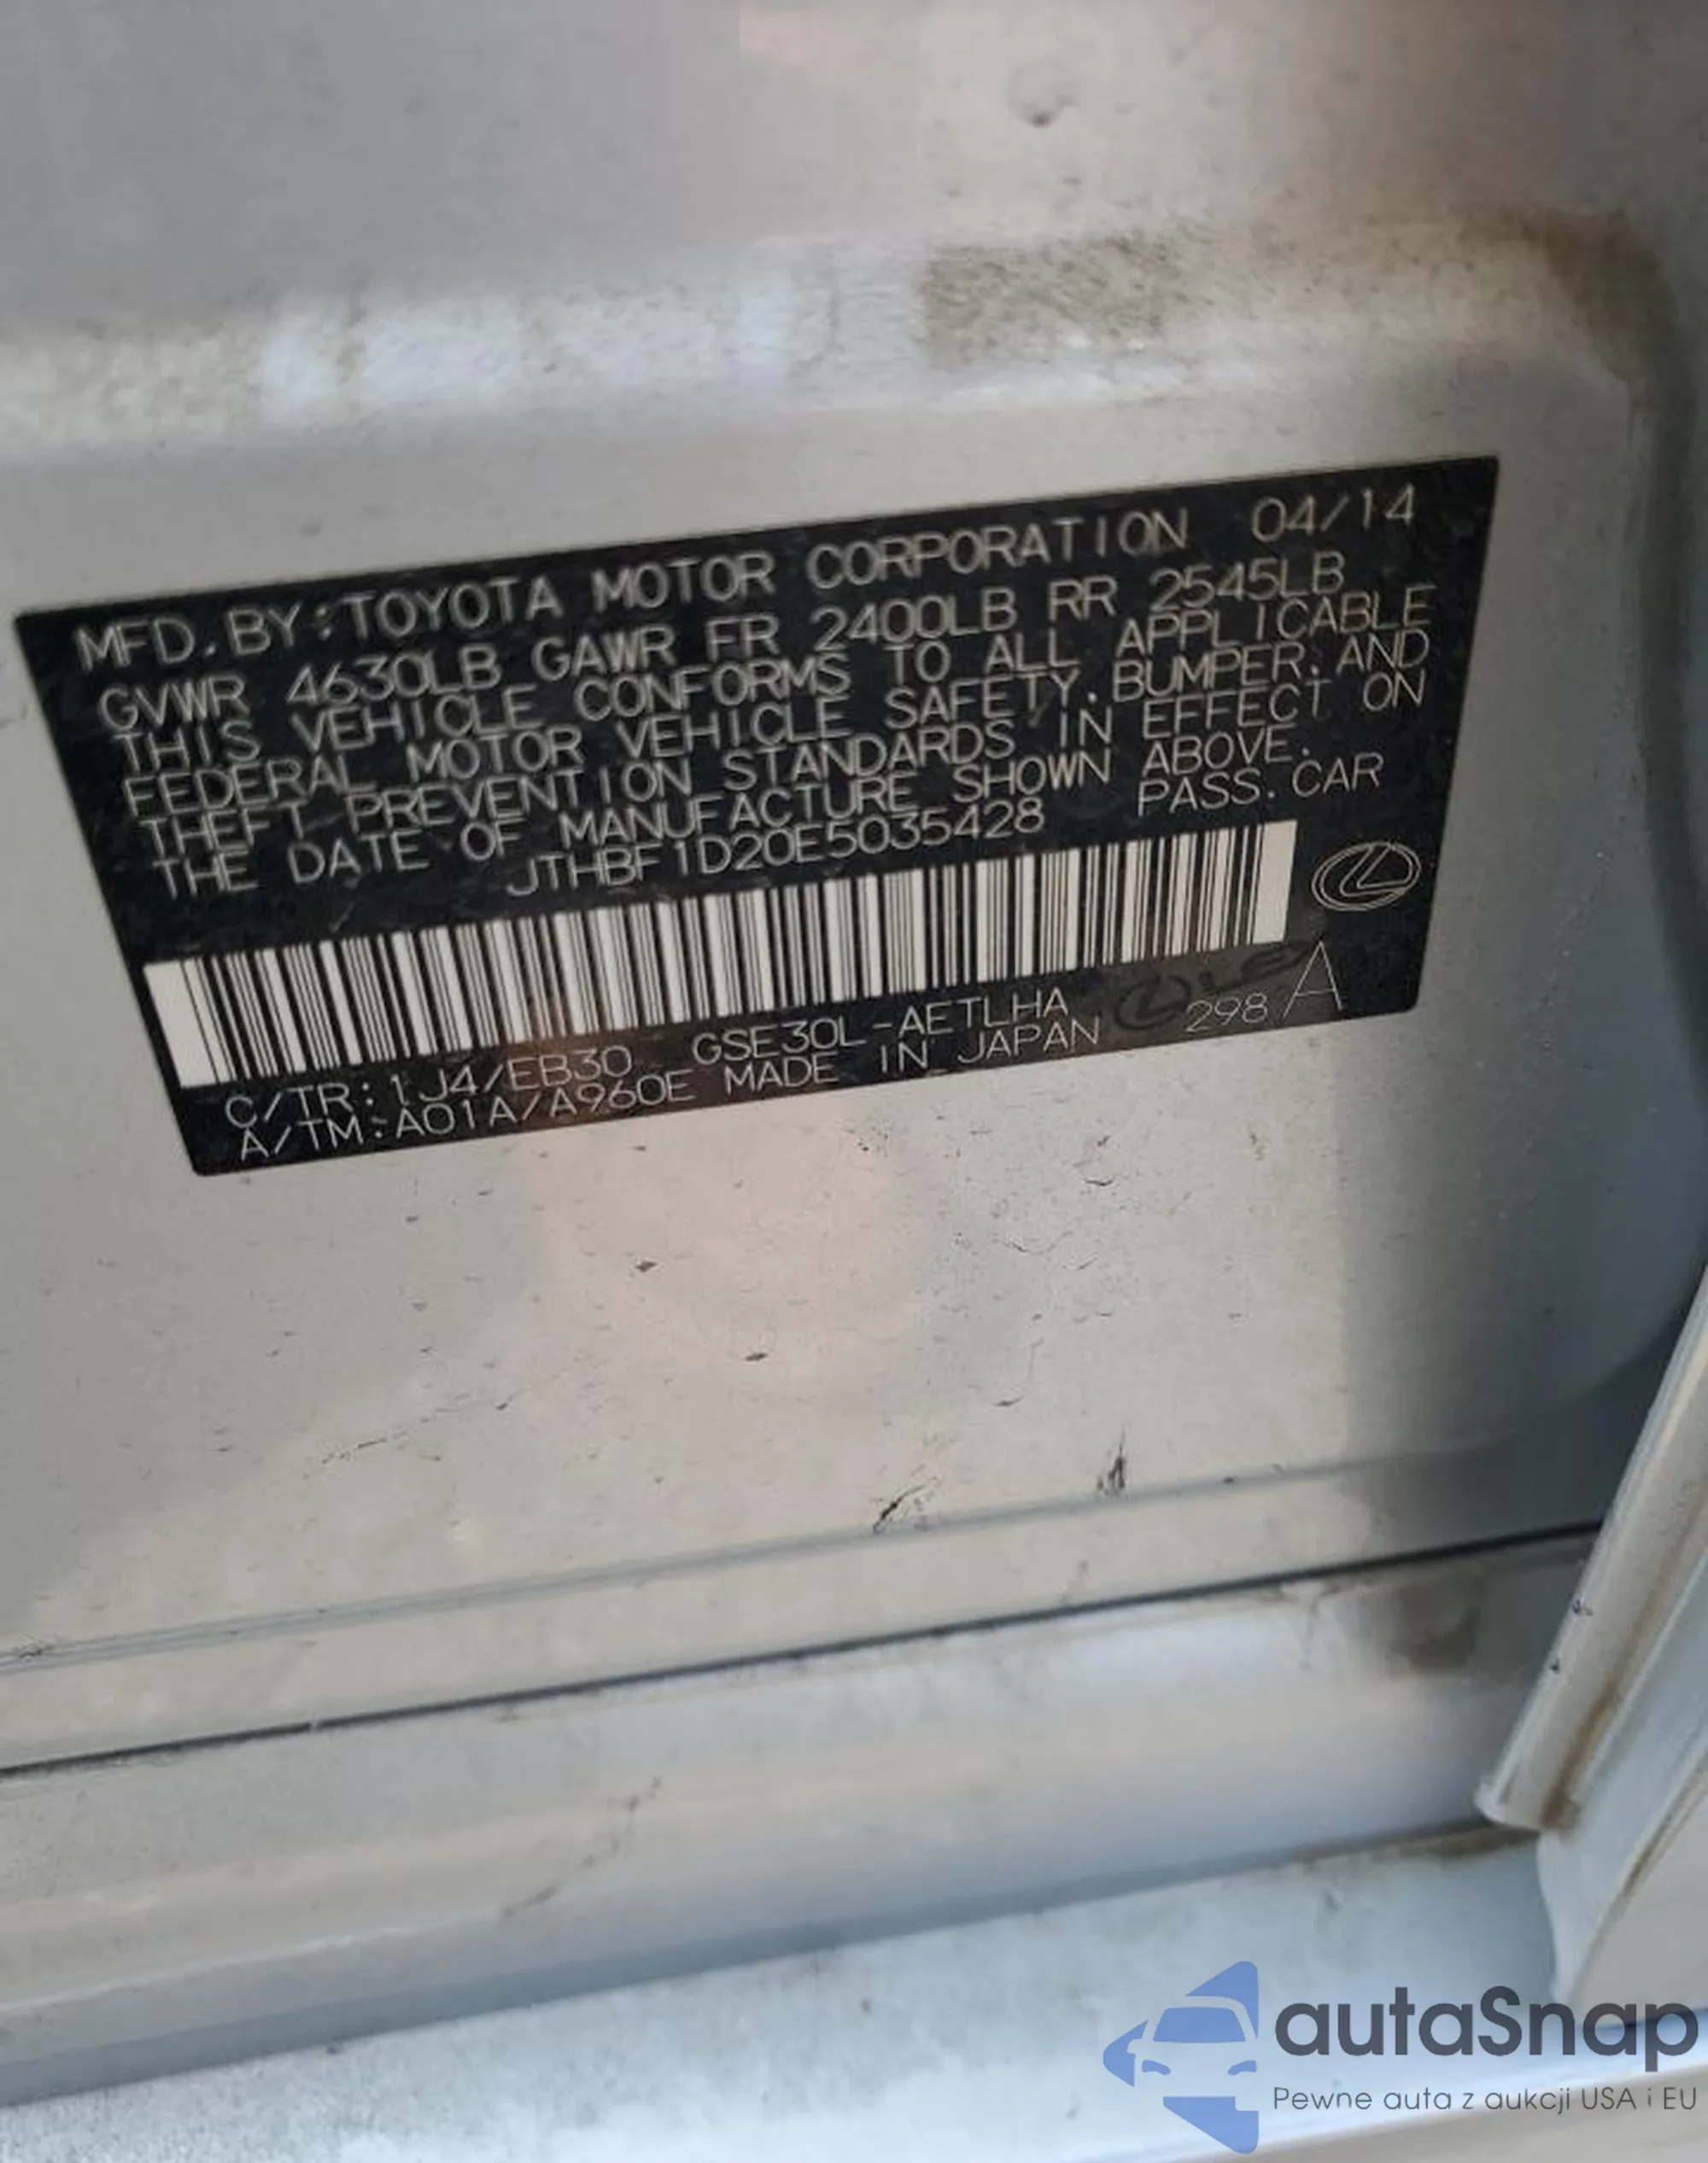 MFD. BY:TOYOTA MOTOR CORPORATION 04/14
GVWR 4630LB GAWR FR 2400LB RR 2545LB
THIS VEHICLE CONFORMS TO ALL APPLICABLE
FEDERAL MOTOR VEHICLE SAFETY, BUMPER, AND
THEFT PREVENTION STANDARDS IN EFFECT ON
THE DATE OF MANUFACTURE SHOWN ABOVE.
JTHBF1D20E5035428 PASS. CAR
C/TR:1J4/EB30 GSE30L-AETLHA
A/TM:A01A/A960E MADE IN JAPAN 298 A
autaSnap
Pewne auta z aukcji USA i EU